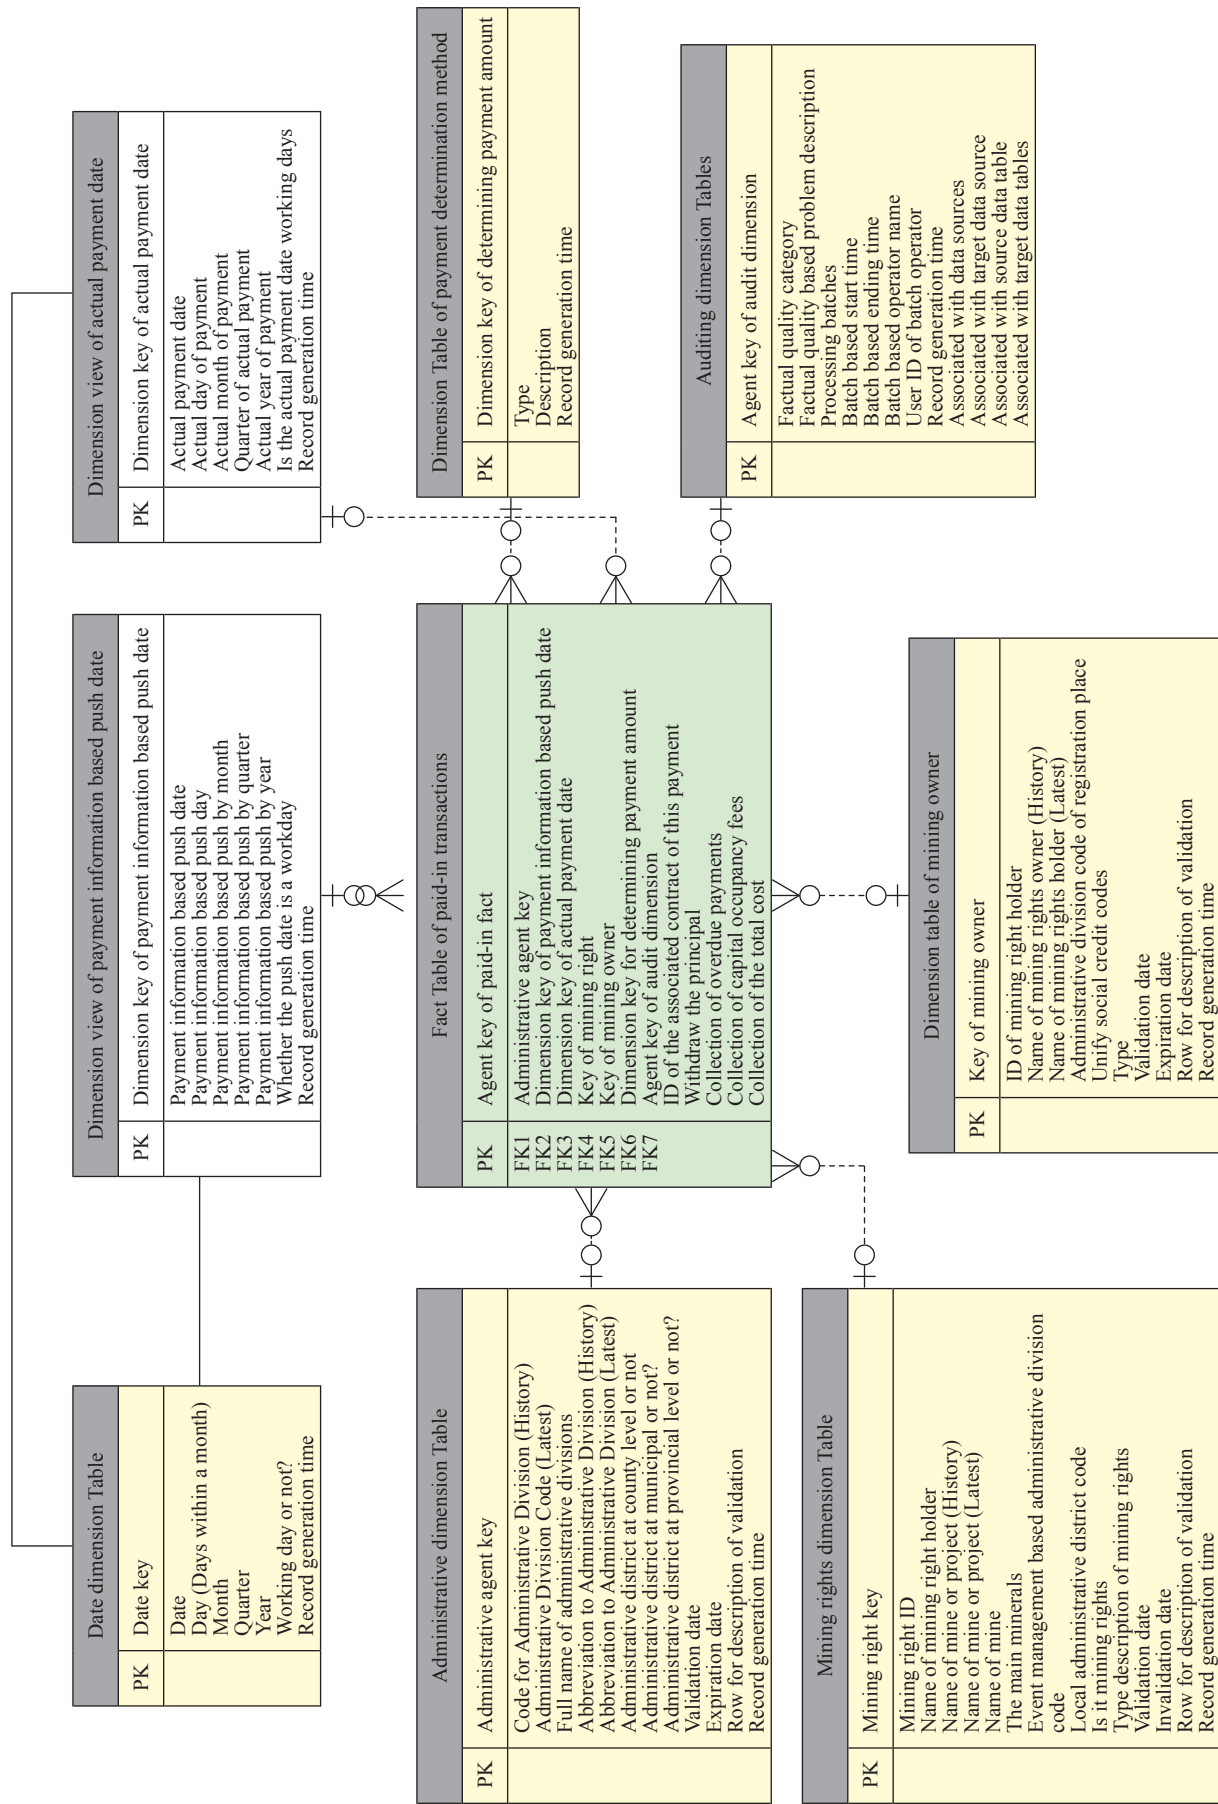 Date dimension Table
PK
Date key
Date
Day (Days within a month)
Month
Quarter
Year
Working day or not?
Record generation time
Dimension view of payment information based push date
PK
Dimension key of payment information based push date
Payment information based push date
Payment information based push day
Payment information based push by month
Payment information based push by quarter
Payment information based push by year
Whether the push date is a workday
Record generation time
Dimension view of actual payment date
PK
Dimension key of actual payment date
Actual payment date
Actual day of payment
Actual month of payment
Quarter of actual payment
Actual year of payment
Is the actual payment date working days
Record generation time
Administrative dimension Table
PK
Administrative agent key
Code for Administrative Division (History)
Administrative Division Code (Latest)
Full name of administrative divisions
Abbreviation to Administrative Division (History)
Abbreviation to Administrative Division (Latest)
Administrative district at county level or not
Administrative district at municipal or not?
Administrative district at provincial level or not?
Validation date
Expiration date
Row for description of validation
Record generation time
Fact Table of paid-in transactions
PK
Agent key of paid-in fact
FK1
Administrative agent key
FK2
Dimension key of payment information based push date
FK3
Dimension key of actual payment date
FK4
Key of mining right
FK5
Key of mining owner
FK6
Dimension key for determining payment amount
FK7
Agent key of audit dimension
ID of the associated contract of this payment
Withdraw the principal
Collection of overdue payments
Collection of capital occupancy fees
Collection of the total cost
Dimension Table of payment determination method
PK
Dimension key of determining payment amount
Type
Description
Record generation time
Auditing dimension Tables
PK
Agent key of audit dimension
Factual quality category
Factual quality based problem description
Processing batches
Batch based start time
Batch based ending time
Batch based operator name
User ID of batch operator
Record generation time
Associated with data sources
Associated with target data source
Associated with source data table
Associated with target data tables
Mining rights dimension Table
PK
Mining right key
Mining right ID
Name of mining right holder
Name of mine or project (History)
Name of mine or project (Latest)
Name of mine
The main minerals
Event management based administrative division
code
Local administrative district code
Is it mining rights
Type description of mining rights
Validation date
Invalidation date
Row for description of validation
Record generation time
Dimension table of mining owner
PK
Key of mining owner
ID of mining right holder
Name of mining rights owner (History)
Name of mining rights holder (Latest)
Administrative division code of registration place
Unify social credit codes
Type
Validation date
Expiration date
Row for description of validation
Record generation time